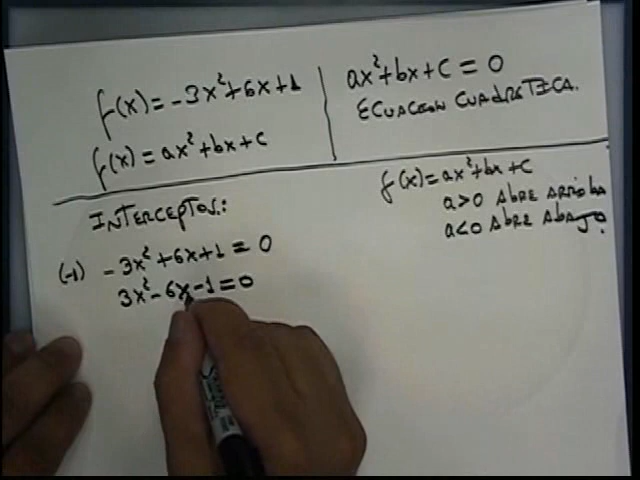 f(x)=-3x²+6x+1
f(x)=ax²+bx+c
ax²+bx+c=0
ECUACION CUADRATICA.
INTERCEPTOS:
(-1) -3x²+6x+1=0
3x²-6x-1=0
f(x)=ax²+bx+c
a>0 ABRE ARRIBA
a<0 ABRE ABAJO.